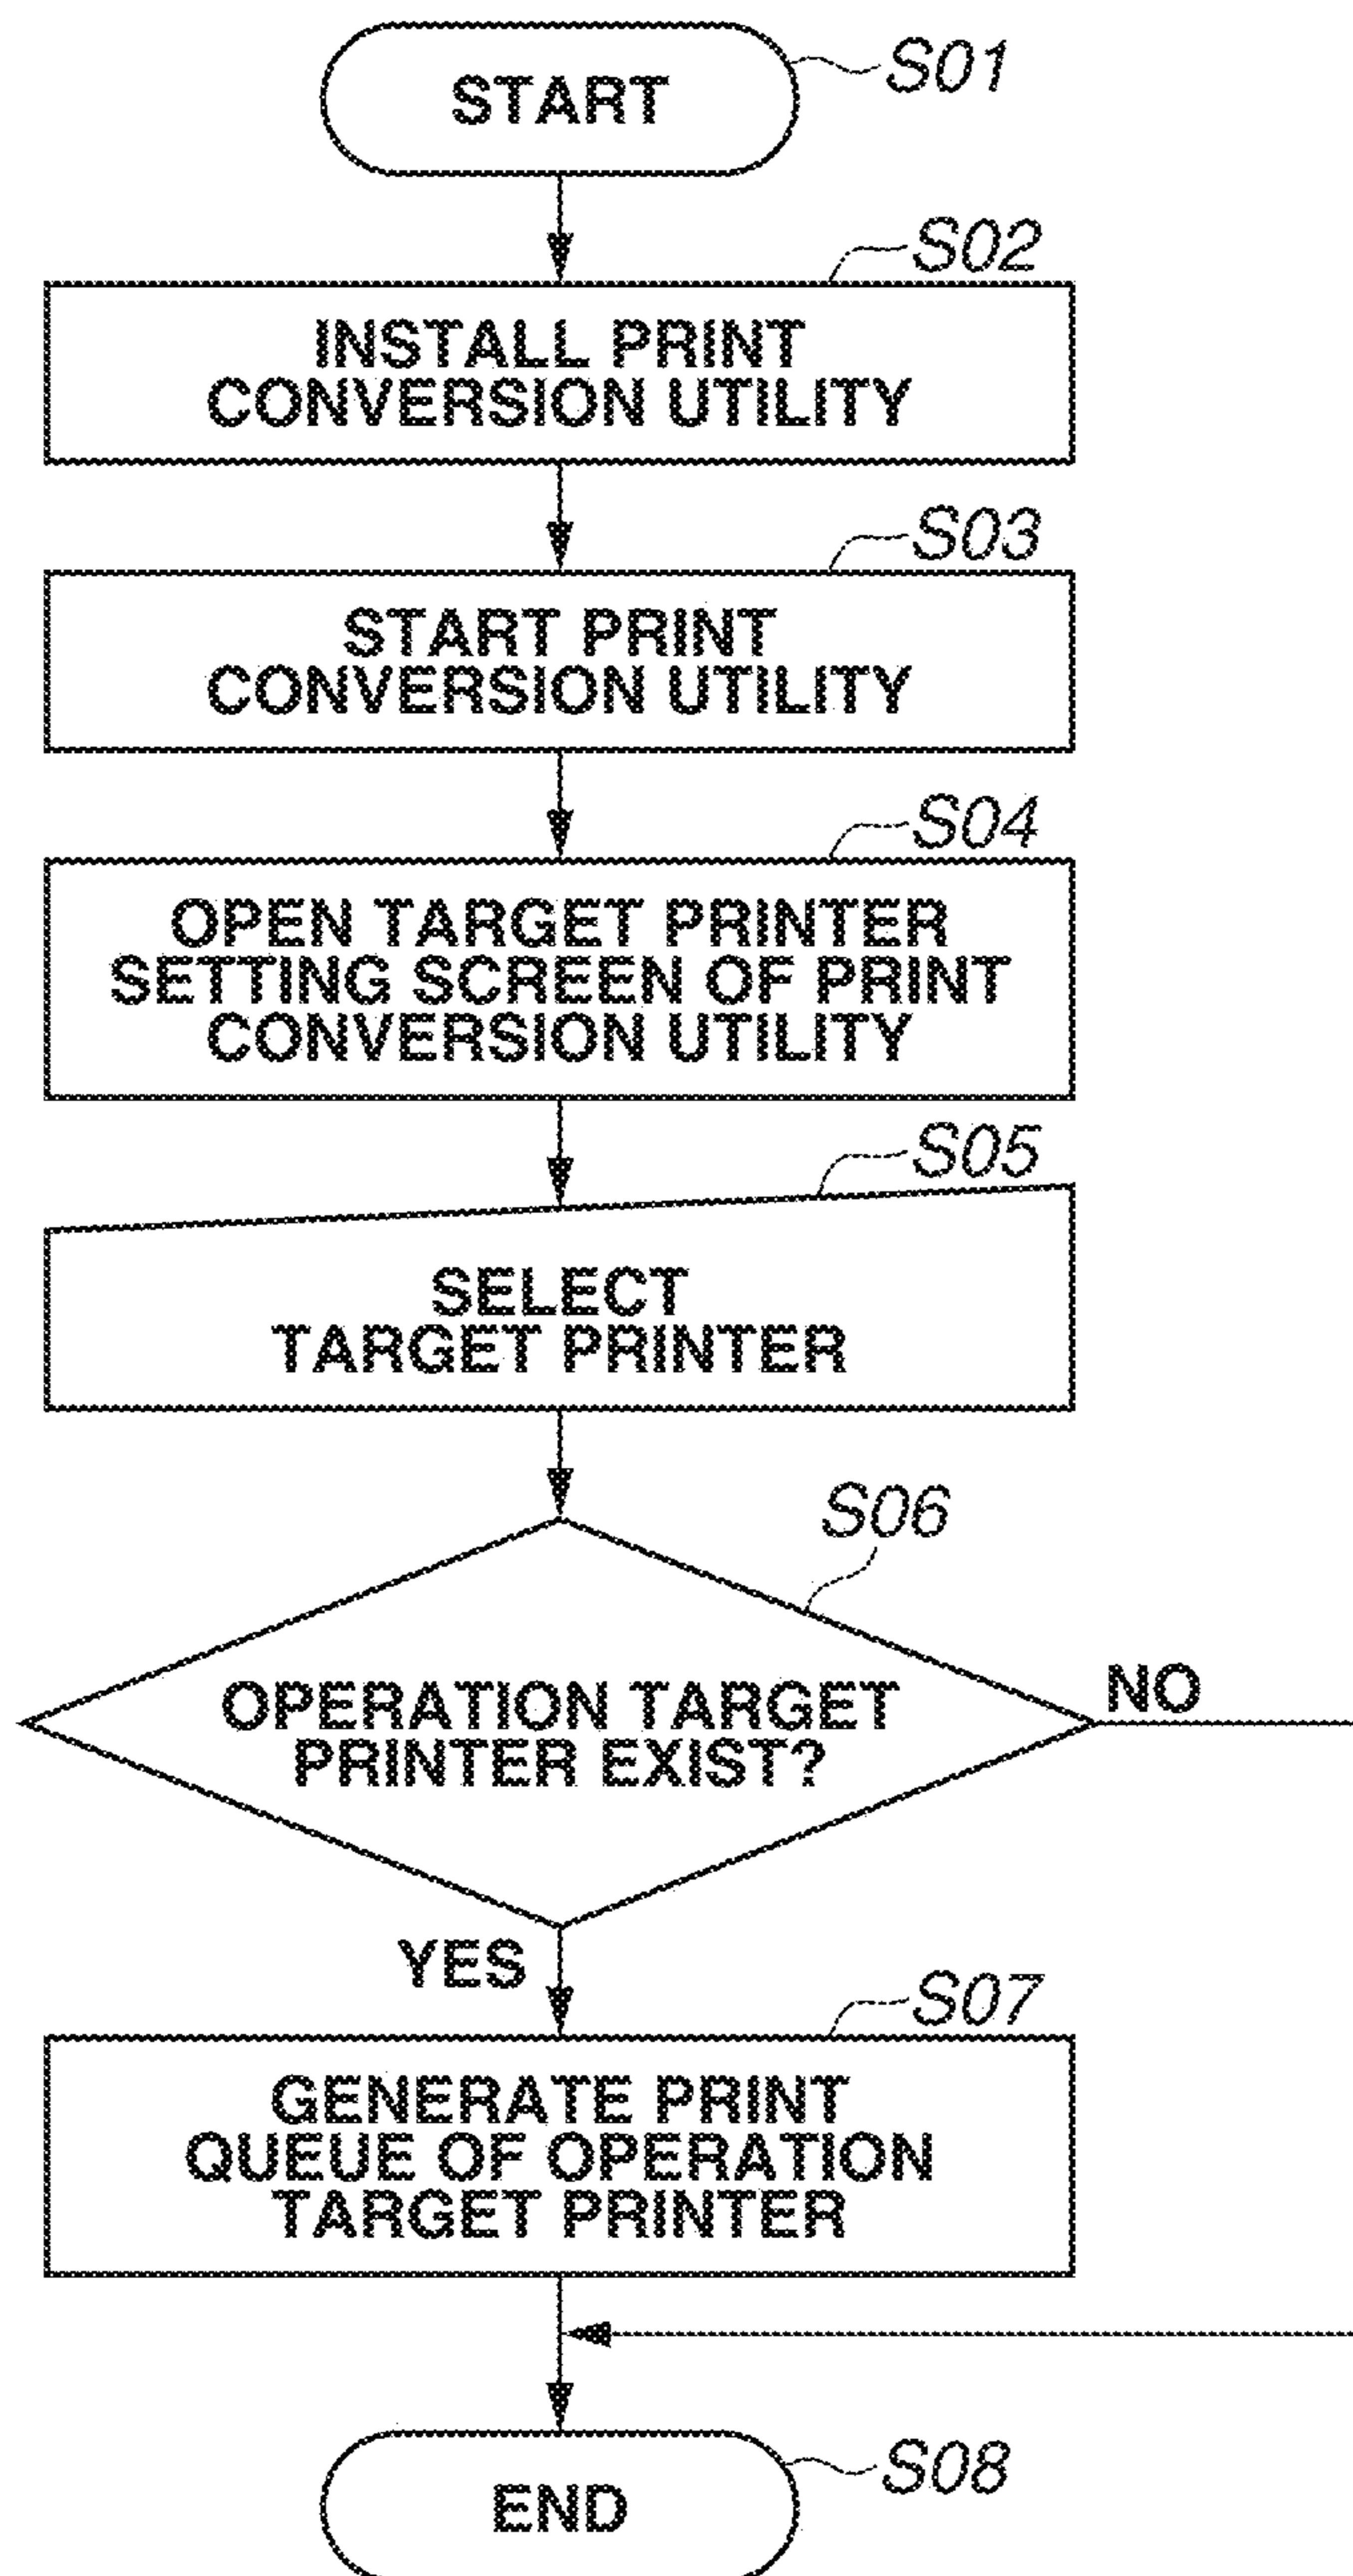 START
S01
S02
INSTALL PRINT
CONVERSION UTILITY
S03
START PRINT
CONVERSION UTILITY
S04
OPEN TARGET PRINTER
SETTING SCREEN OF PRINT
CONVERSION UTILITY
S05
SELECT
TARGET PRINTER
S06
OPERATION TARGET
PRINTER EXIST?
NO
YES
S07
GENERATE PRINT
QUEUE OF OPERATION
TARGET PRINTER
END
S08